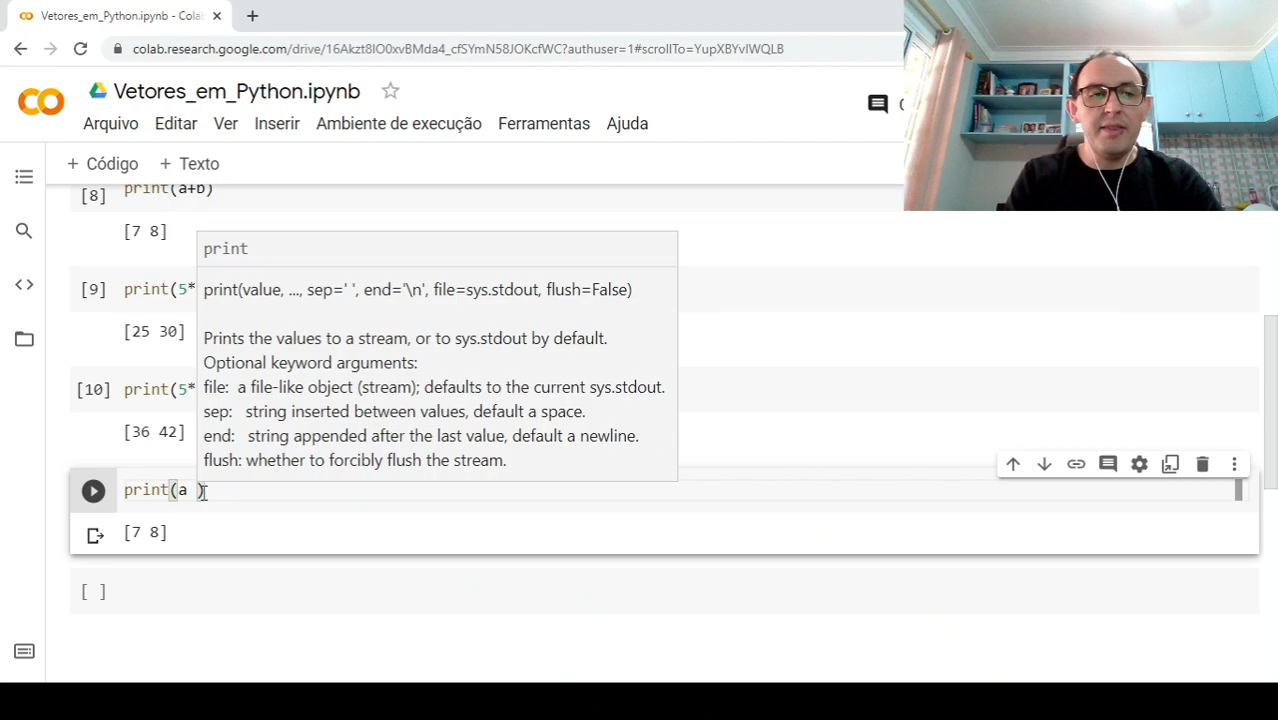 Vetores_em_Python.ipynb - Cola
colab.research.google.com/drive/16Akzt8IO0xvBMda4_cfSYmN58JOKcfWC?authuser=1#scrollTo=YupXBYvIWQLB
Vetores_em_Python.ipynb
Arquivo Editar Ver Inserir Ambiente de execução Ferramentas Ajuda
+ Código + Texto
[8] print(a+b)
[7 8]
print
print(value, ..., sep=' ', end='\n', file=sys.stdout, flush=False)
[9] print(5*
[25 30]
Prints the values to a stream, or to sys.stdout by default.
Optional keyword arguments:
file: a file-like object (stream); defaults to the current sys.stdout.
[10] print(5*
sep: string inserted between values, default a space.
[36 42]
end: string appended after the last value, default a newline.
flush: whether to forcibly flush the stream.
print(a )
[7 8]
[ ]